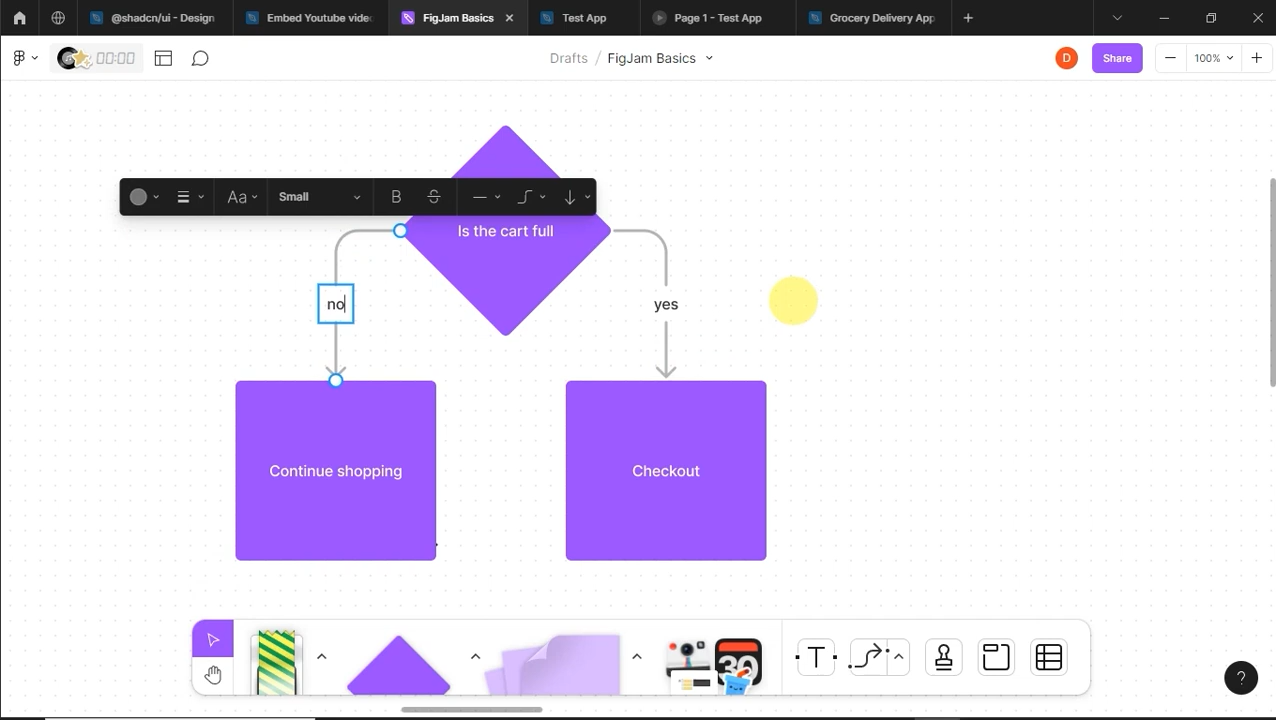 @shadcn/ui - Design
Embed Youtube vide
FigJam Basics
Test App
Page 1 - Test App
Grocery Delivery App
00:00
Drafts / FigJam Basics
D
Share
100%
Aa
Small
B
S
Is the cart full
no
yes
Continue shopping
Checkout
30
T
?